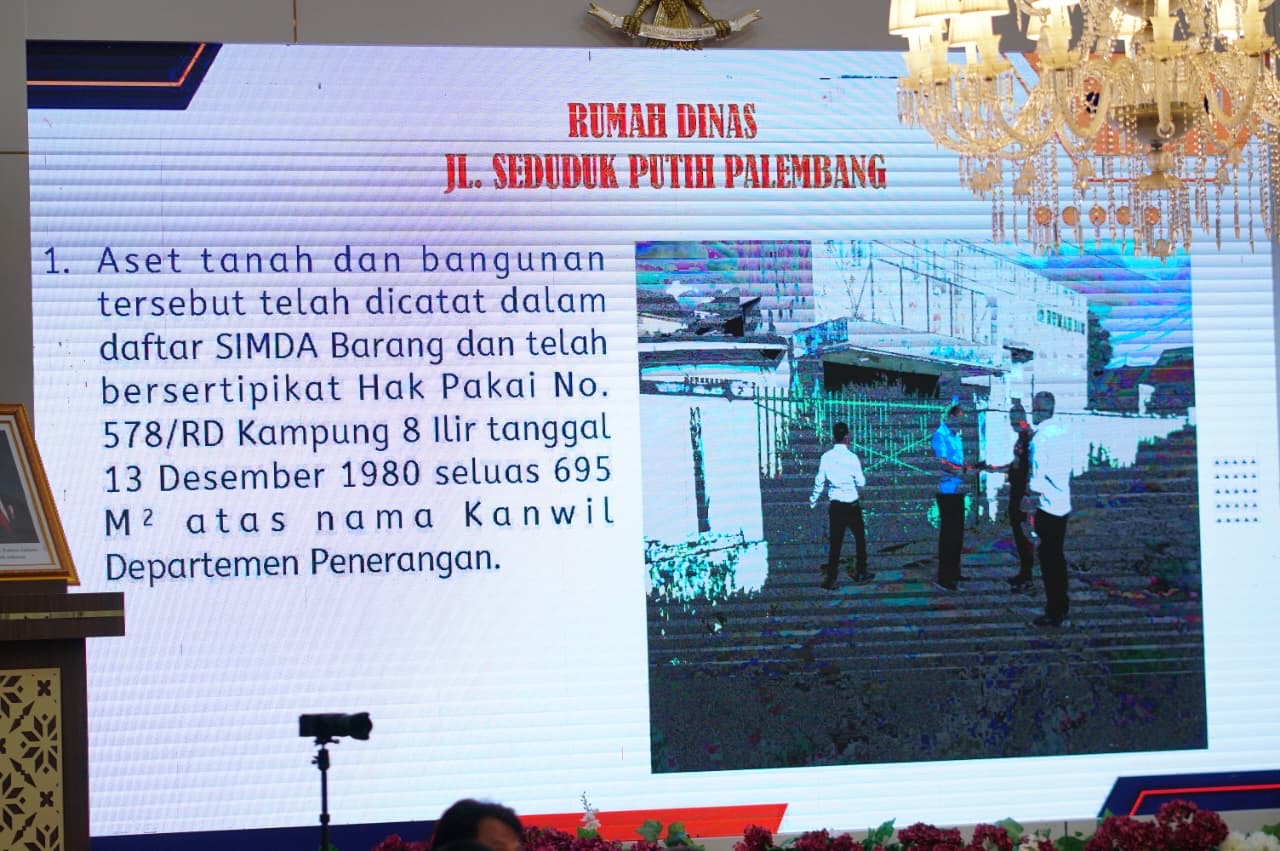 RUMAH DINAS
JL. SEDUDUK PUTIH PALEMBANG
1. Aset tanah dan bangunan
tersebut telah dicatat dalam
daftar SIMDA Barang dan telah
bersertipikat Hak Pakai No.
578/RD Kampung 8 Ilir tanggal
13 Desember 1980 seluas 695
M² atas nama Kanwil
Departemen Penerangan.